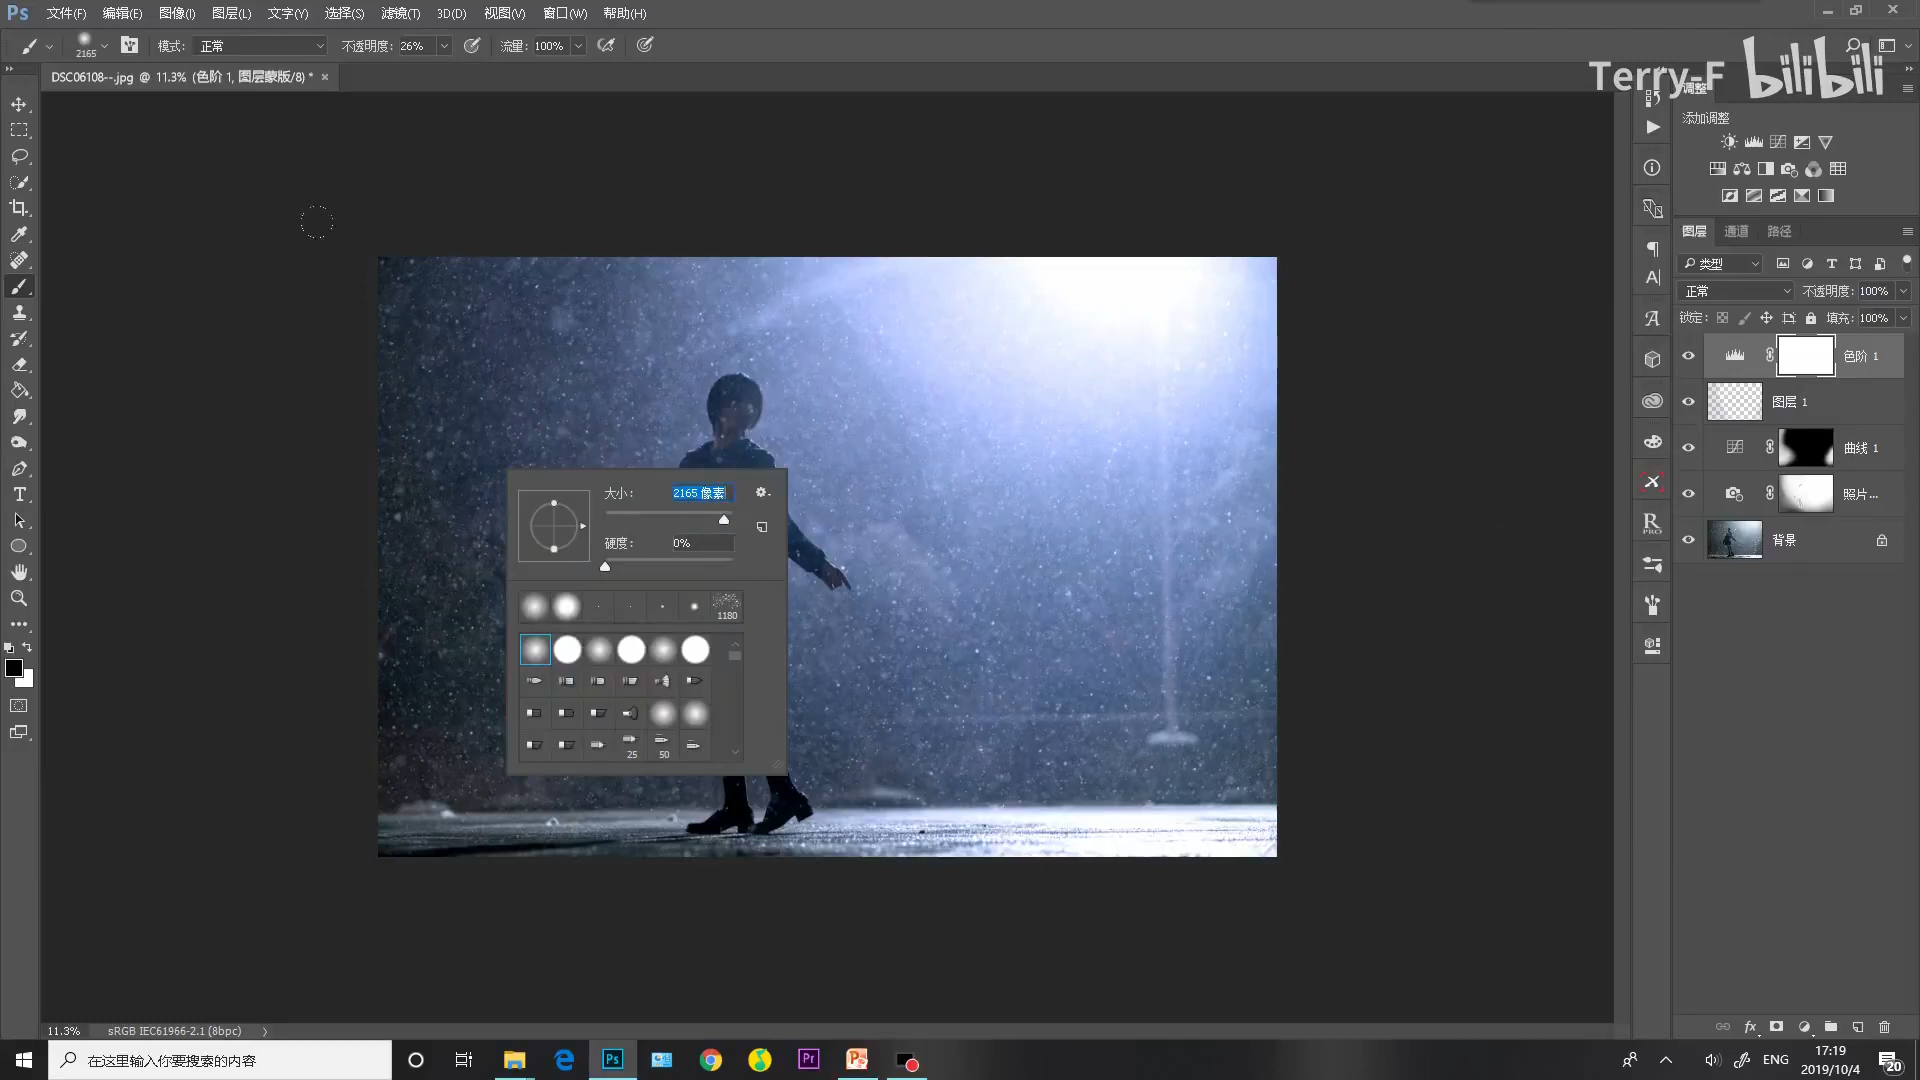 Ps 文件(F) 编辑(E) 图像(I) 图层(L) 文字(Y) 选择(S) 滤镜(T) 3D(D) 视图(V) 窗口(W) 帮助(H)
2165 模式: 正常 不透明度: 26% 流量: 100%
DSC06108--.jpg @ 11.3% (色阶 1, 图层蒙版/8) * ×
Terry-F bilibili
调整
添加调整
图层 通道 路径
类型
正常 不透明度: 100%
锁定: 填充: 100%
色阶 1
图层 1
曲线 1
照片...
背景
大小: 2165 像素
硬度: 0%
1180
25 50
R
PRO
11.3% sRGB IEC61966-2.1 (8bpc)
在这里输入你要搜索的内容
Ps
Pr
ENG
17:19
2019/10/4
20